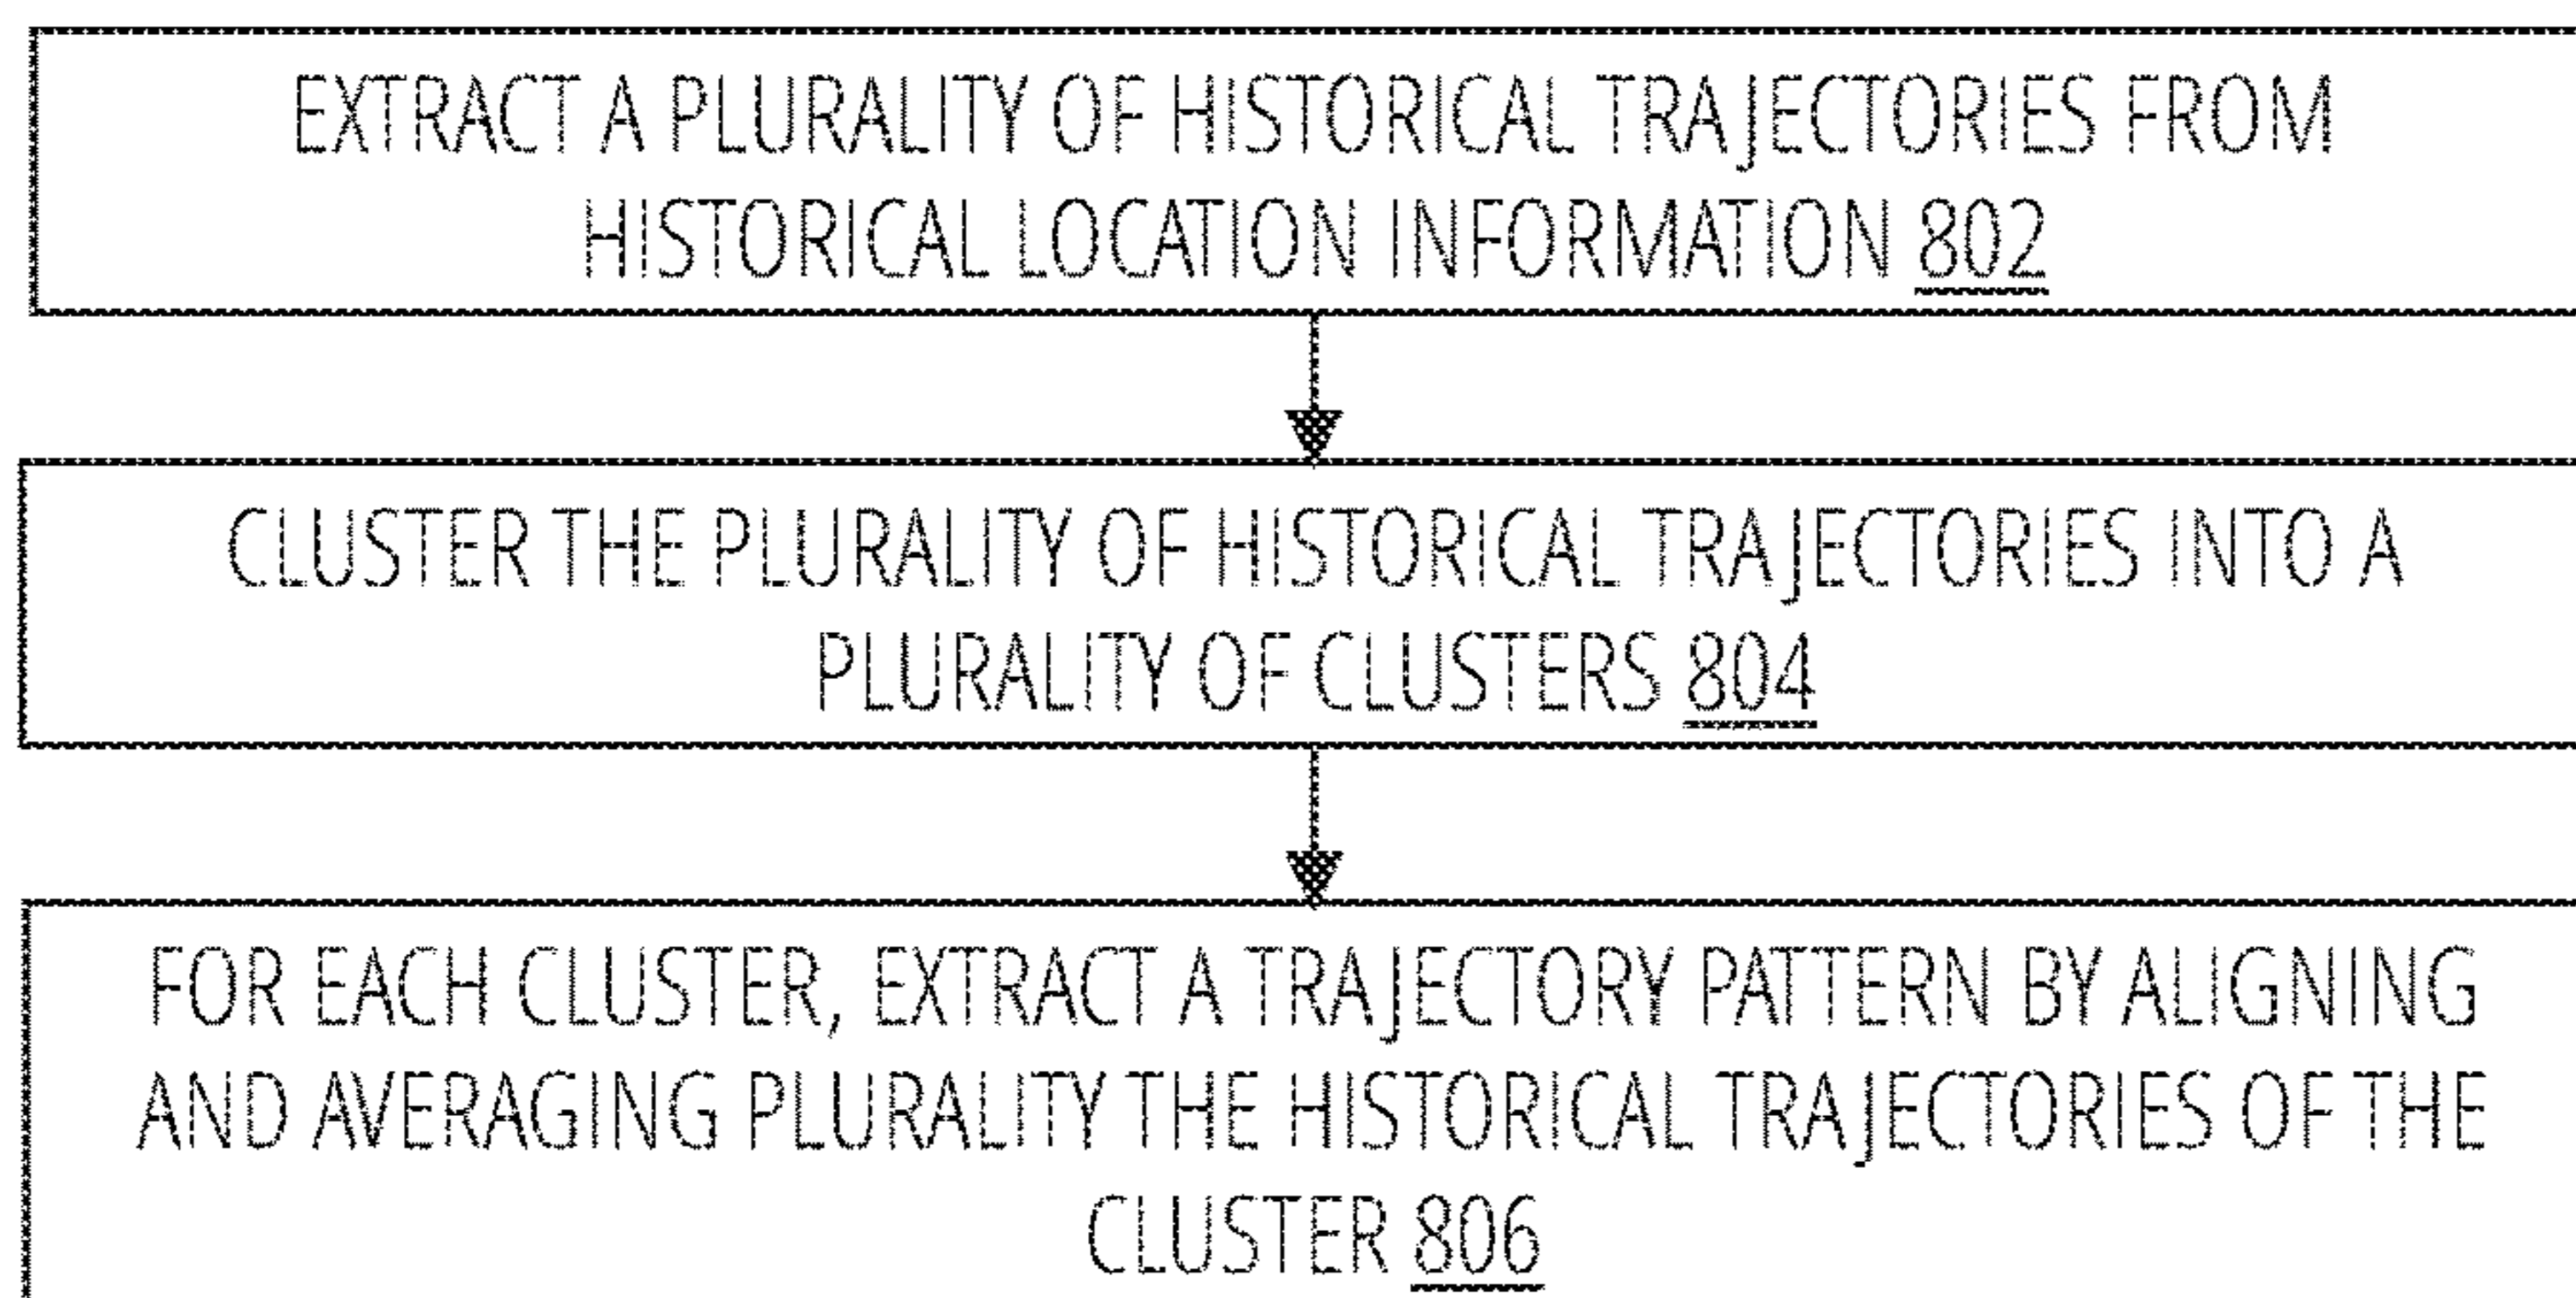 EXTRACT A PLURALITY OF HISTORICAL TRAJECTORIES FROM
HISTORICAL LOCATION INFORMATION 802
CLUSTER THE PLURALITY OF HISTORICAL TRAJECTORIES INTO A
PLURALITY OF CLUSTERS 804
FOR EACH CLUSTER, EXTRACT A TRAJECTORY PATTERN BY ALIGNING
AND AVERAGING PLURALITY THE HISTORICAL TRAJECTORIES OF THE
CLUSTER 806